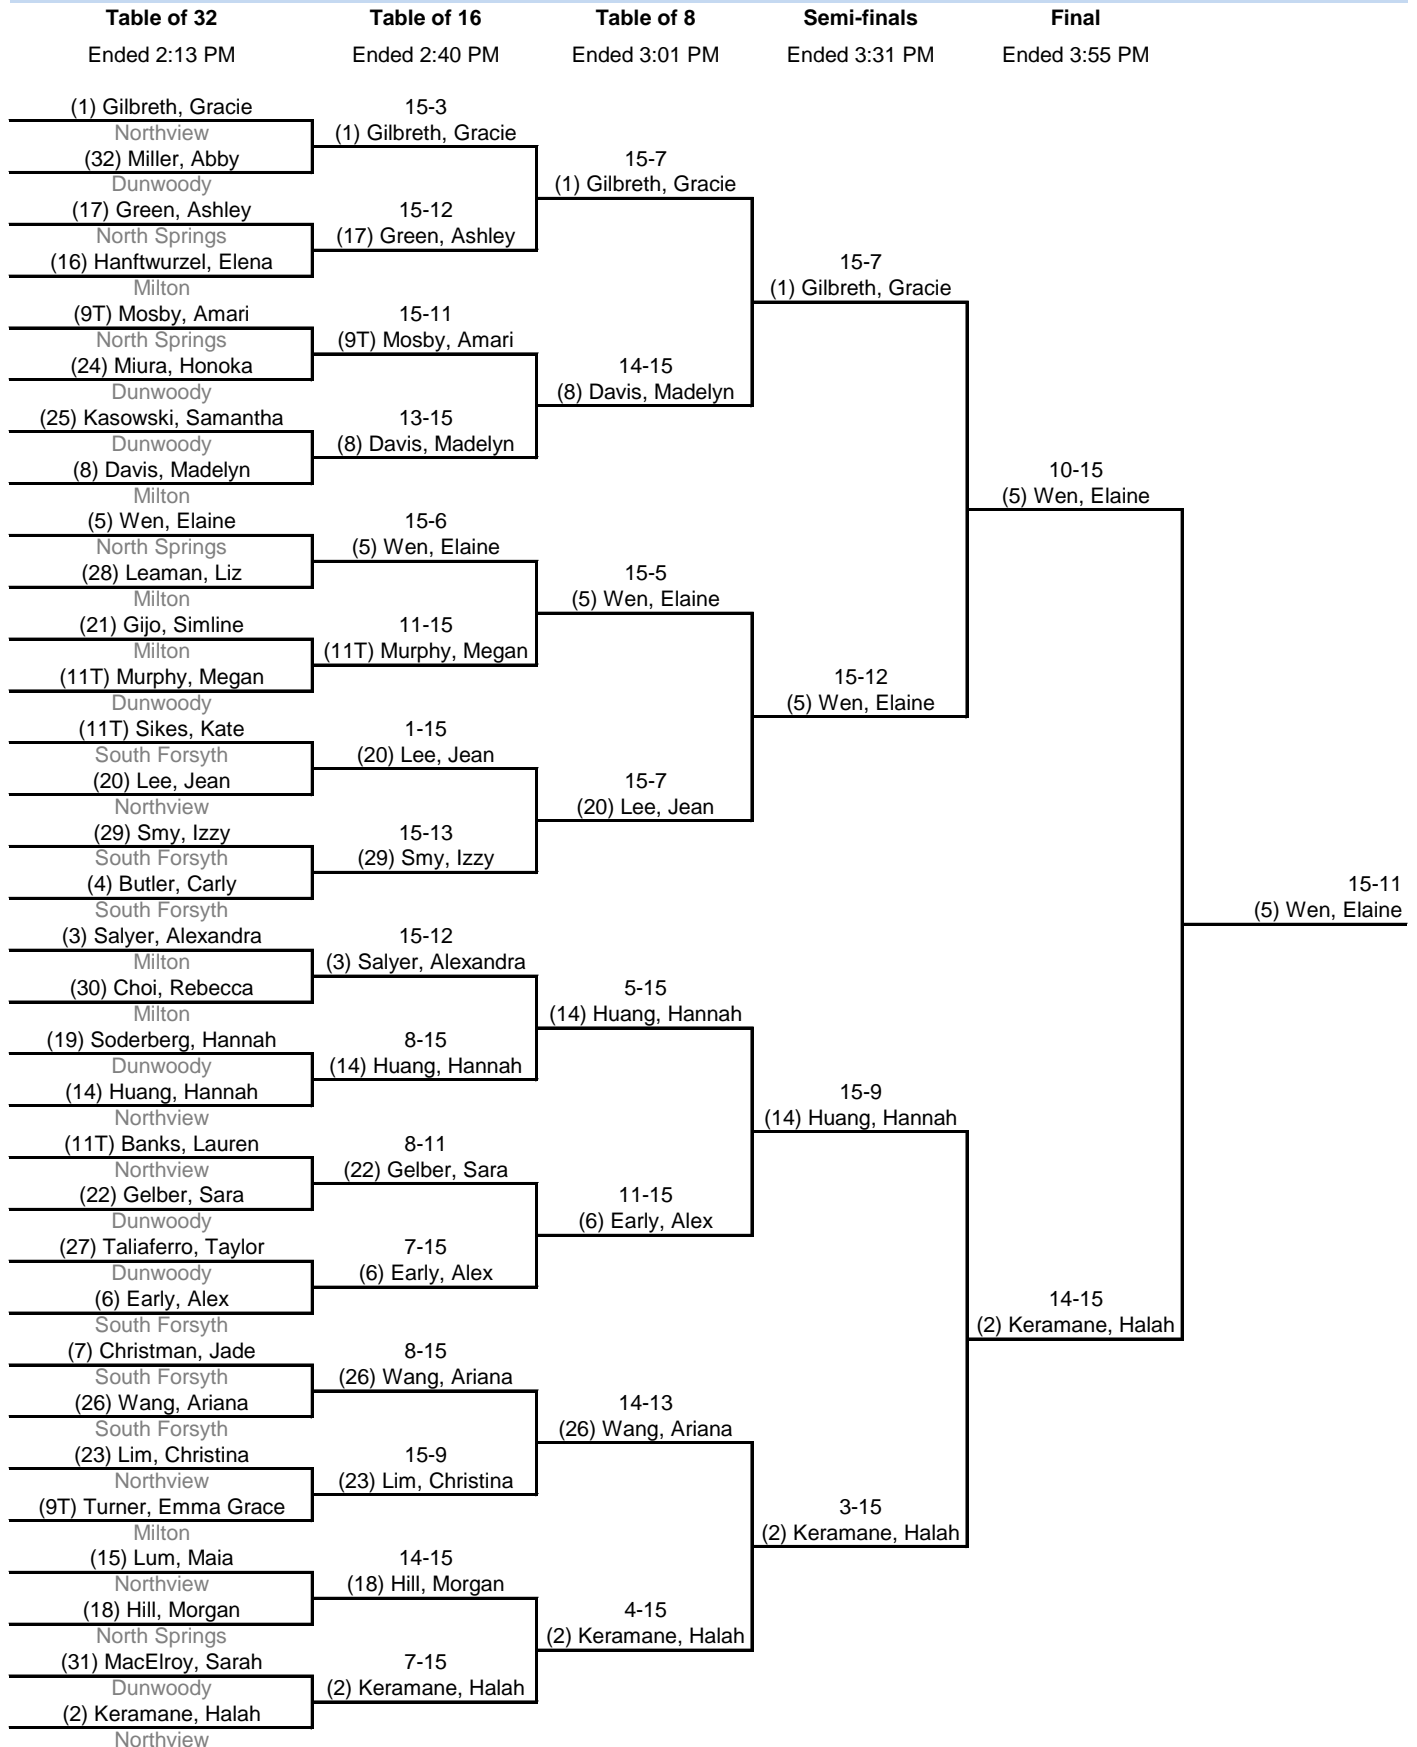 Table of 32
Ended 2:13 PM
Table of 16
Ended 2:40 PM
Table of 8
Ended 3:01 PM
Semi-finals
Ended 3:31 PM
Final
Ended 3:55 PM
(1) Gilbreth, Gracie
Northview
(32) Miller, Abby
Dunwoody
(17) Green, Ashley
North Springs
(16) Hanftwurzel, Elena
Milton
(9T) Mosby, Amari
North Springs
(24) Miura, Honoka
Dunwoody
(25) Kasowski, Samantha
Dunwoody
(8) Davis, Madelyn
Milton
(5) Wen, Elaine
North Springs
(28) Leaman, Liz
Milton
(21) Gijo, Simline
Milton
(11T) Murphy, Megan
Dunwoody
(11T) Sikes, Kate
South Forsyth
(20) Lee, Jean
Northview
(29) Smy, Izzy
South Forsyth
(4) Butler, Carly
South Forsyth
(3) Salyer, Alexandra
Milton
(30) Choi, Rebecca
Milton
(19) Soderberg, Hannah
Dunwoody
(14) Huang, Hannah
Northview
(11T) Banks, Lauren
Northview
(22) Gelber, Sara
Dunwoody
(27) Taliaferro, Taylor
Dunwoody
(6) Early, Alex
South Forsyth
(7) Christman, Jade
South Forsyth
(26) Wang, Ariana
South Forsyth
(23) Lim, Christina
Northview
(9T) Turner, Emma Grace
Milton
(15) Lum, Maia
Northview
(18) Hill, Morgan
North Springs
(31) MacElroy, Sarah
Dunwoody
(2) Keramane, Halah
Northview
15-3
(1) Gilbreth, Gracie
15-12
(17) Green, Ashley
15-11
(9T) Mosby, Amari
13-15
(8) Davis, Madelyn
15-6
(5) Wen, Elaine
11-15
(11T) Murphy, Megan
1-15
(20) Lee, Jean
15-13
(29) Smy, Izzy
15-12
(3) Salyer, Alexandra
8-15
(14) Huang, Hannah
8-11
(22) Gelber, Sara
7-15
(6) Early, Alex
8-15
(26) Wang, Ariana
15-9
(23) Lim, Christina
14-15
(18) Hill, Morgan
7-15
(2) Keramane, Halah
15-7
(1) Gilbreth, Gracie
14-15
(8) Davis, Madelyn
15-5
(5) Wen, Elaine
15-7
(20) Lee, Jean
5-15
(14) Huang, Hannah
11-15
(6) Early, Alex
14-13
(26) Wang, Ariana
4-15
(2) Keramane, Halah
15-7
(1) Gilbreth, Gracie
15-12
(5) Wen, Elaine
15-9
(14) Huang, Hannah
3-15
(2) Keramane, Halah
10-15
(5) Wen, Elaine
14-15
(2) Keramane, Halah
15-11
(5) Wen, Elaine